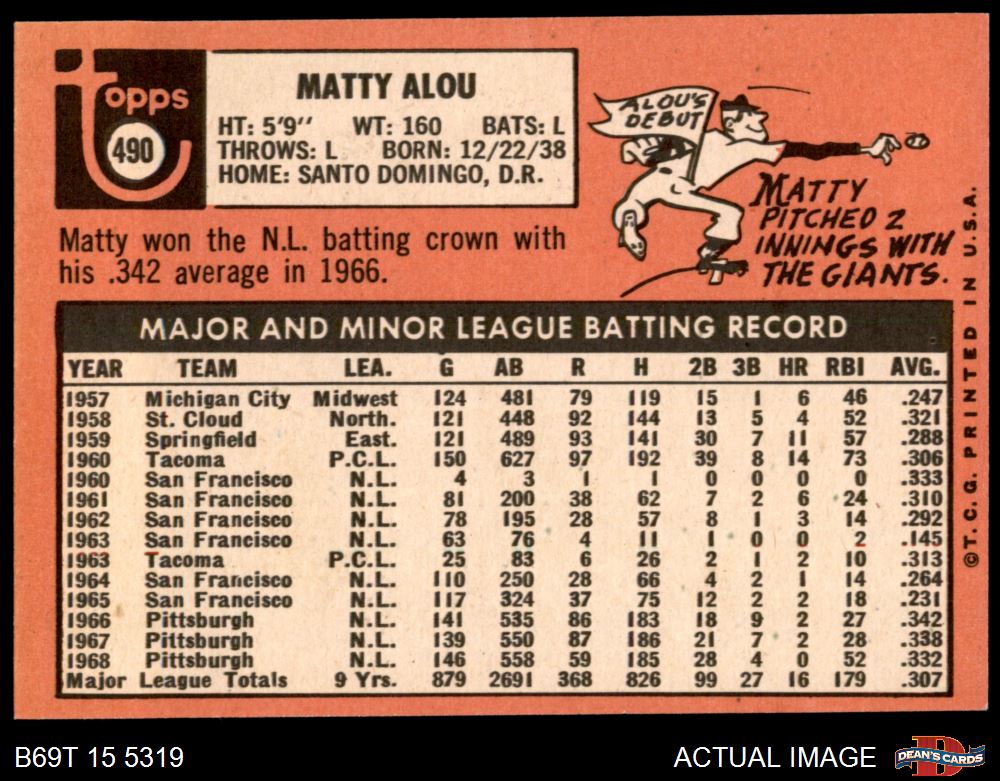 topps
490
MATTY ALOU
HT: 5'9" WT: 160 BATS: L
THROWS: L BORN: 12/22/38
HOME: SANTO DOMINGO, D.R.
ALOU'S
DEBUT
MATTY
PITCHED 2
INNINGS WITH
THE GIANTS.
Matty won the N.L. batting crown with
his .342 average in 1966.
MAJOR AND MINOR LEAGUE BATTING RECORD
YEAR TEAM LEA. G AB R H 2B 3B HR RBI AVG.
1957 Michigan City Midwest 124 481 79 119 15 1 6 46 .247
1958 St. Cloud North. 121 448 92 144 13 5 4 52 .321
1959 Springfield East. 121 489 93 141 30 7 11 57 .288
1960 Tacoma P.C.L. 150 627 97 192 39 8 14 73 .306
1960 San Francisco N.L. 4 3 1 1 0 0 0 0 .333
1961 San Francisco N.L. 81 200 38 62 7 2 6 24 .310
1962 San Francisco N.L. 78 195 28 57 8 1 3 14 .292
1963 San Francisco N.L. 63 76 4 11 1 0 0 2 .145
1963 Tacoma P.C.L. 25 83 6 26 2 1 2 10 .313
1964 San Francisco N.L. 110 250 28 66 4 2 1 14 .264
1965 San Francisco N.L. 117 324 37 75 12 2 2 18 .231
1966 Pittsburgh N.L. 141 535 86 183 18 9 2 27 .342
1967 Pittsburgh N.L. 139 550 87 186 21 7 2 28 .338
1968 Pittsburgh N.L. 146 558 59 185 28 4 0 52 .332
Major League Totals 9 Yrs. 879 2691 368 826 99 27 16 179 .307
©T. C. G. PRINTED IN U.S.A.
B69T 15 5319
ACTUAL IMAGE
DEAN'S CARDS